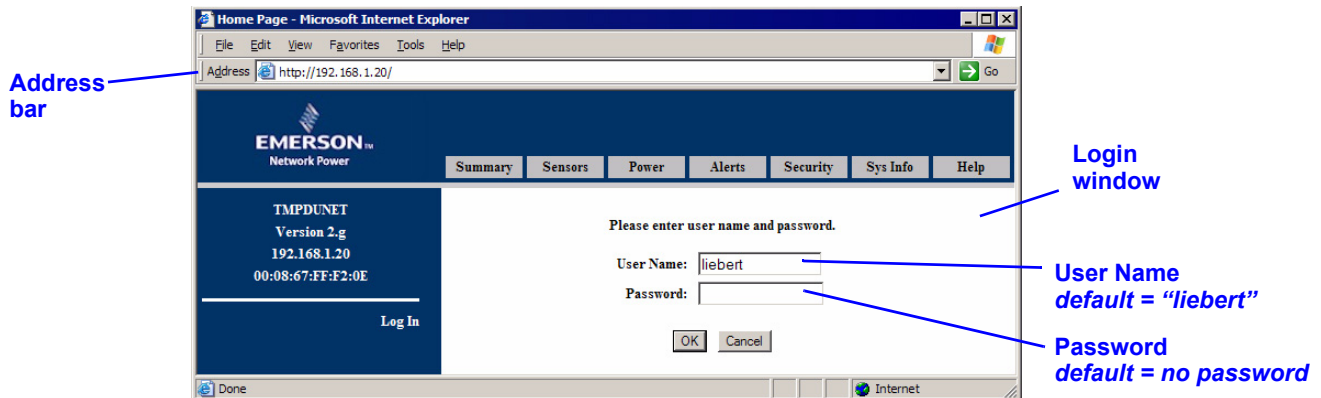 Home Page - Microsoft Internet Explorer
File Edit View Favorites Tools Help
Address http://192.168.1.20/ Go
Address
bar
EMERSON™
Network Power
Summary Sensors Power Alerts Security Sys Info Help
Login
window
TMPDUNET
Version 2.g
192.168.1.20
00:08:67:FF:F2:0E
Log In
Please enter user name and password.
User Name: liebert
Password:
OK Cancel
User Name
default = “liebert”
Password
default = no password
Done Internet